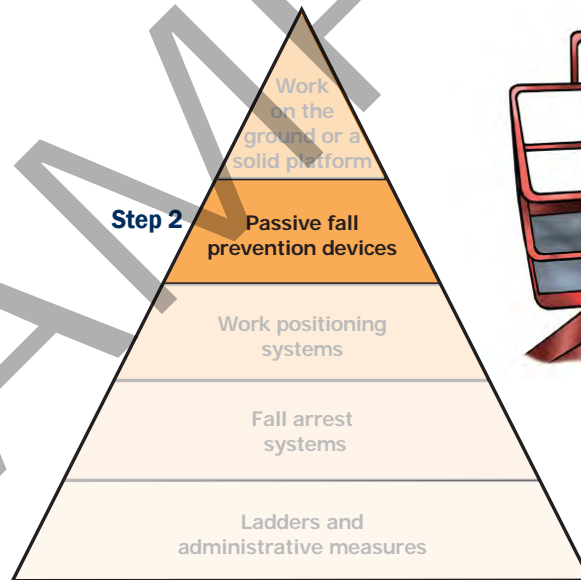 Work
on the
ground or a
solid platform
Step 2
Passive fall
prevention devices
Work positioning
systems
Fall arrest
systems
Ladders and
administrative measures